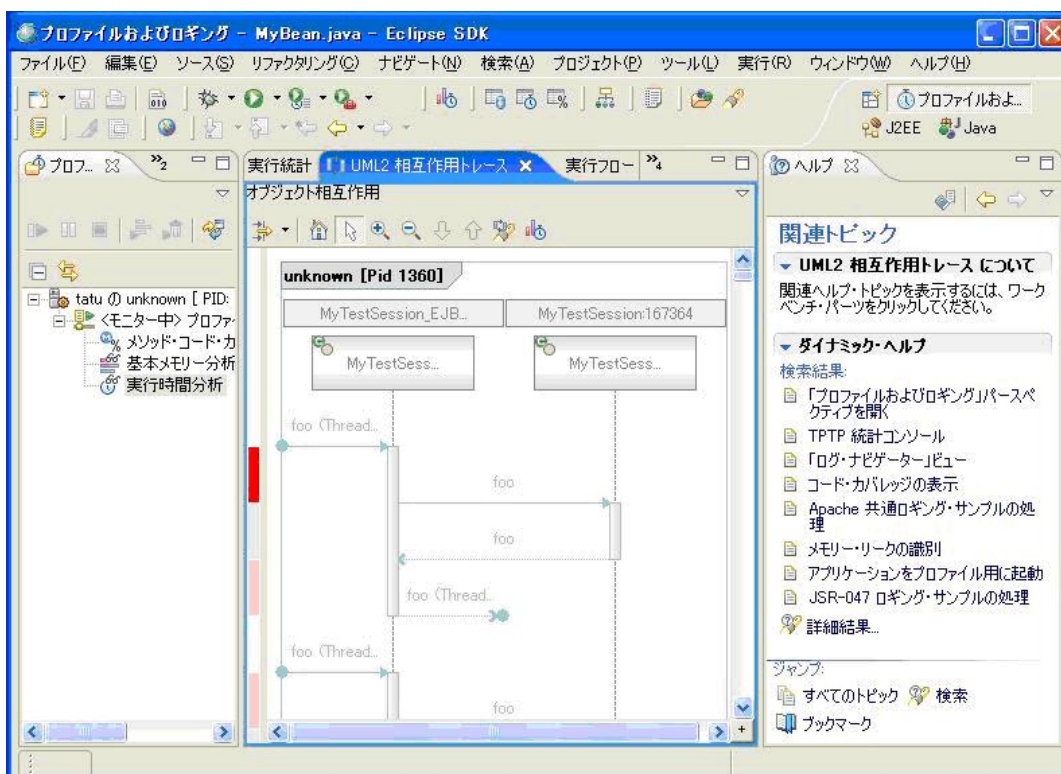 プロファイルおよびロギング - MyBean.java - Eclipse SDK
ファイル(F) 編集(E) ソース(S) リファクタリング(C) ナビゲート(N) 検索(A) プロジェクト(P) ツール(L) 実行(R) ウィンドウ(W) ヘルプ(H)
プロファイルおよ...
J2EE Java
プロフ... »2
実行統計 UML2 相互作用トレース 実行フロー »4
ヘルプ
オブジェクト相互作用
関連トピック
unknown [Pid 1360]
UML2 相互作用トレース について
関連ヘルプ・トピックを表示するには、ワーク
ベンチ・パーツをクリックしてください。
tatu の unknown [ PID:
<モニター中> プロファ
メソッド・コード・カ
基本メモリー分析
実行時間分析
MyTestSession_EJB... MyTestSession:167364
MyTestSess... MyTestSess...
foo (Thread...
foo
foo
foo (Thread...
foo (Thread...
foo
ダイナミック・ヘルプ
検索結果:
「プロファイルおよびロギング」パースペ
クティブを開く
TPTP 統計コンソール
「ログ・ナビゲーター」ビュー
コード・カバレッジの表示
Apache 共通ロギング・サンプルの処
理
メモリー・リークの識別
アプリケーションをプロファイル用に起動
JSR-047 ロギング・サンプルの処理
詳細結果...
ジャンプ:
すべてのトピック 検索
ブックマーク